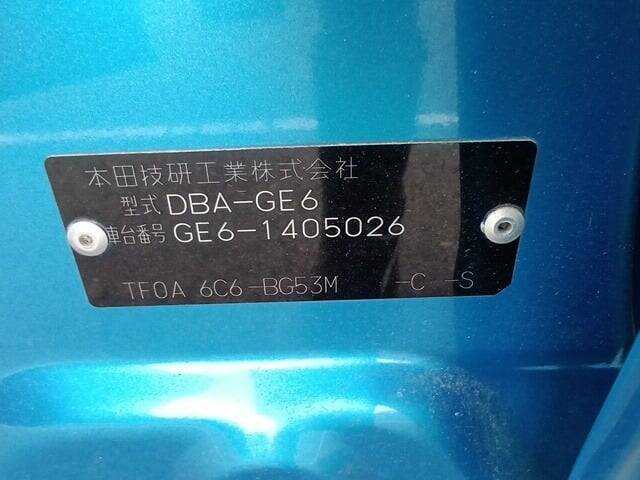 本田技研工業株式会社
型式 DBA-GE6
車台番号 GE6-1405026
TF0A 6C6-BG53M -C -S